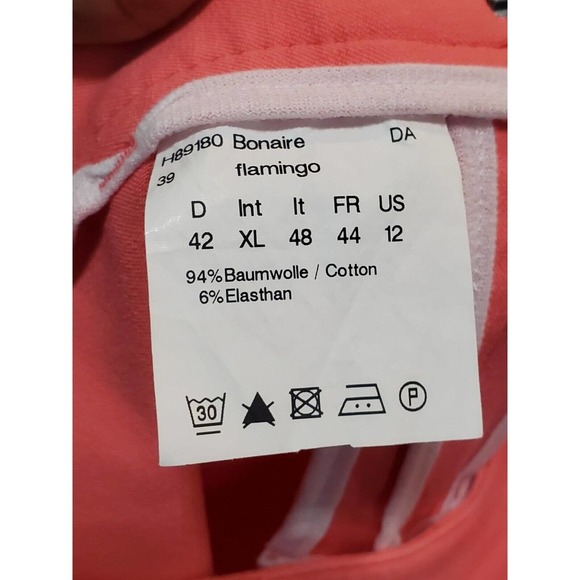 H89180 Bonaire DA
39 flamingo
D Int It FR US
42 XL 48 44 12
94% Baumwolle / Cotton
6% Elasthan
30 P